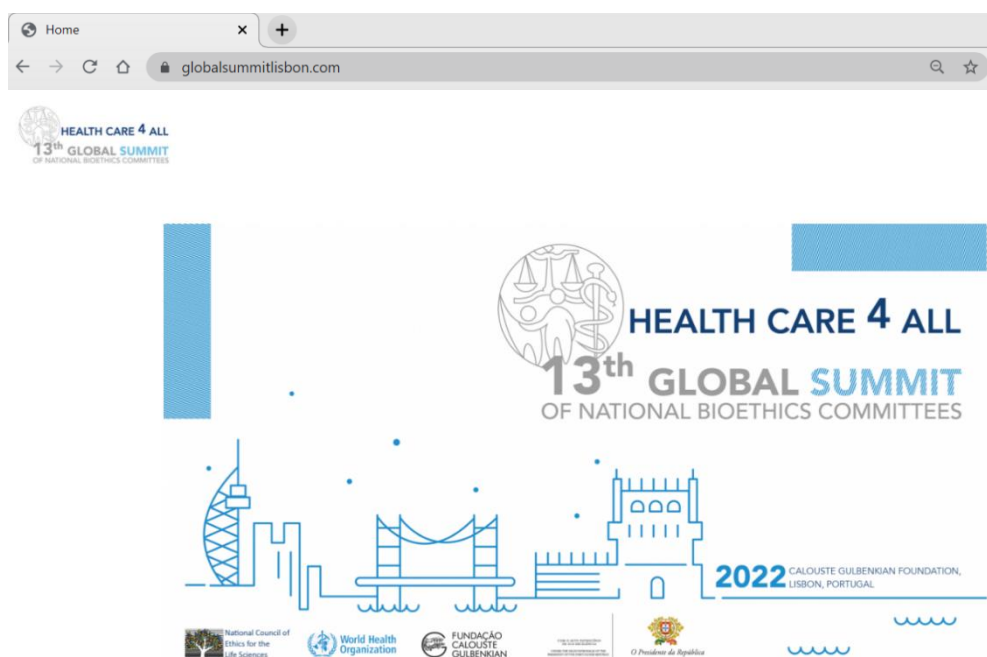 Home
globalsummitlisbon.com
HEALTH CARE 4 ALL
13th GLOBAL SUMMIT
OF NATIONAL BIOETHICS COMMITTEES
HEALTH CARE 4 ALL
13th GLOBAL SUMMIT
OF NATIONAL BIOETHICS COMMITTEES
2022 CALOUSTE GULBENKIAN FOUNDATION,
LISBON, PORTUGAL
National Council of
Ethics for the
Life Sciences
World Health
Organization
FUNDAÇÃO
CALOUSTE
GULBENKIAN
O Presidente da República